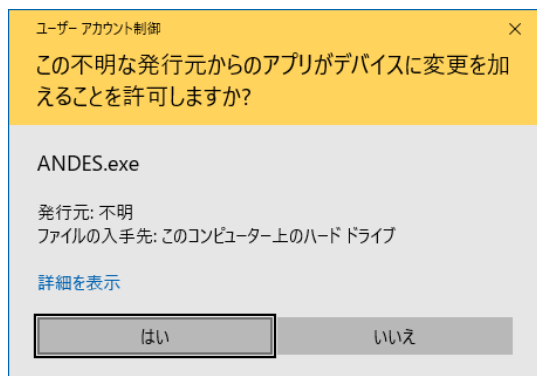 ユーザー アカウント制御
この不明な発行元からのアプリがデバイスに変更を加
えることを許可しますか?
ANDES.exe
発行元: 不明
ファイルの入手先: このコンピューター上のハード ドライブ
詳細を表示
はい
いいえ